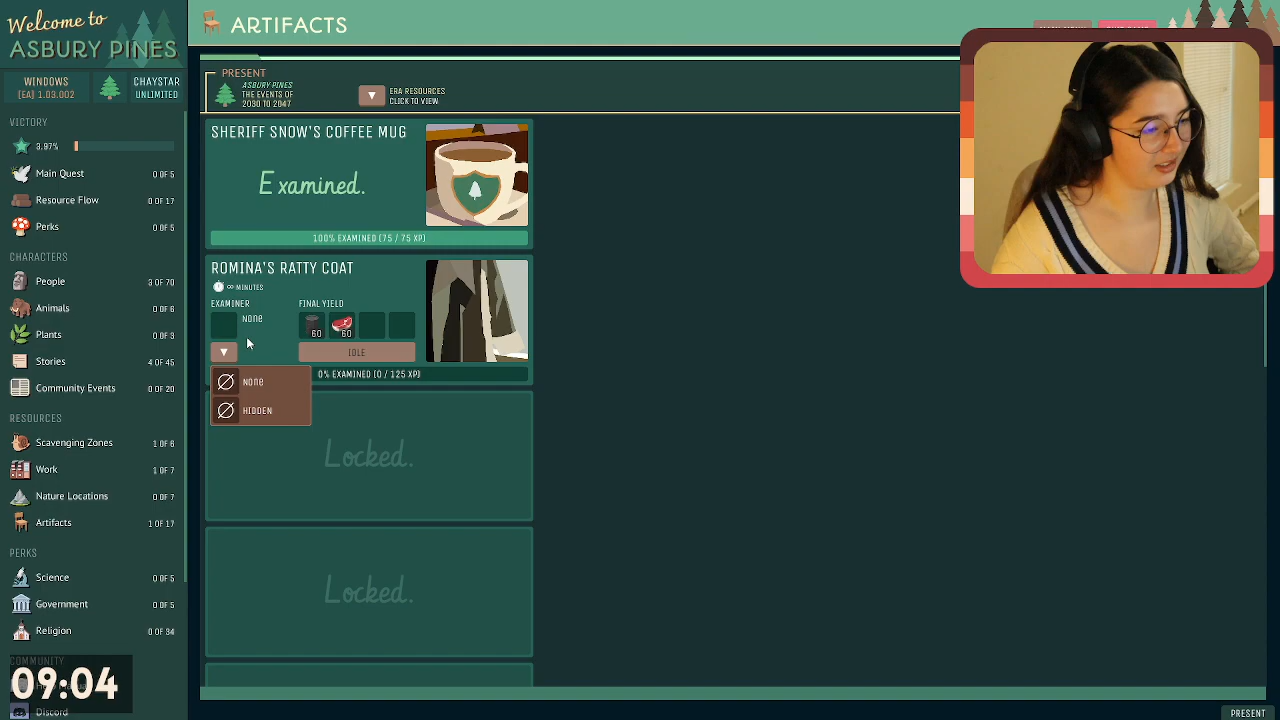 Welcome to
ASBURY PINES
WINDOWS
[EA] 1.03.002
CHAYSTAR
UNLIMITED
VICTORY
3.97%
Main Quest 0 OF 5
Resource Flow 0 OF 17
Perks 0 OF 5
CHARACTERS
People 3 OF 70
Animals 0 OF 6
Plants 0 OF 3
Stories 4 OF 45
Community Events 0 OF 7
RESOURCES
Scavenging Zones 1 OF 6
Work 1 OF 7
Nature Locations 0 OF 7
Artifacts 1 OF 17
PERKS
Science 0 OF 5
Government 0 OF 5
Religion 0 OF 34
COMMUNITY
09:04
Discord
ARTIFACTS
PRESENT
ASBURY PINES
THE EVENTS OF
2030 TO 2047
ERA RESOURCES
CLICK TO VIEW
SHERIFF SNOW'S COFFEE MUG
Examined.
100% EXAMINED (75 / 75 XP)
ROMINA'S RATTY COAT
∞ MINUTES
EXAMINER
NONE
FINAL YIELD
60 60
IDLE
0% EXAMINED (0 / 125 XP)
NONE
HIDDEN
Locked.
Locked.
PRESENT